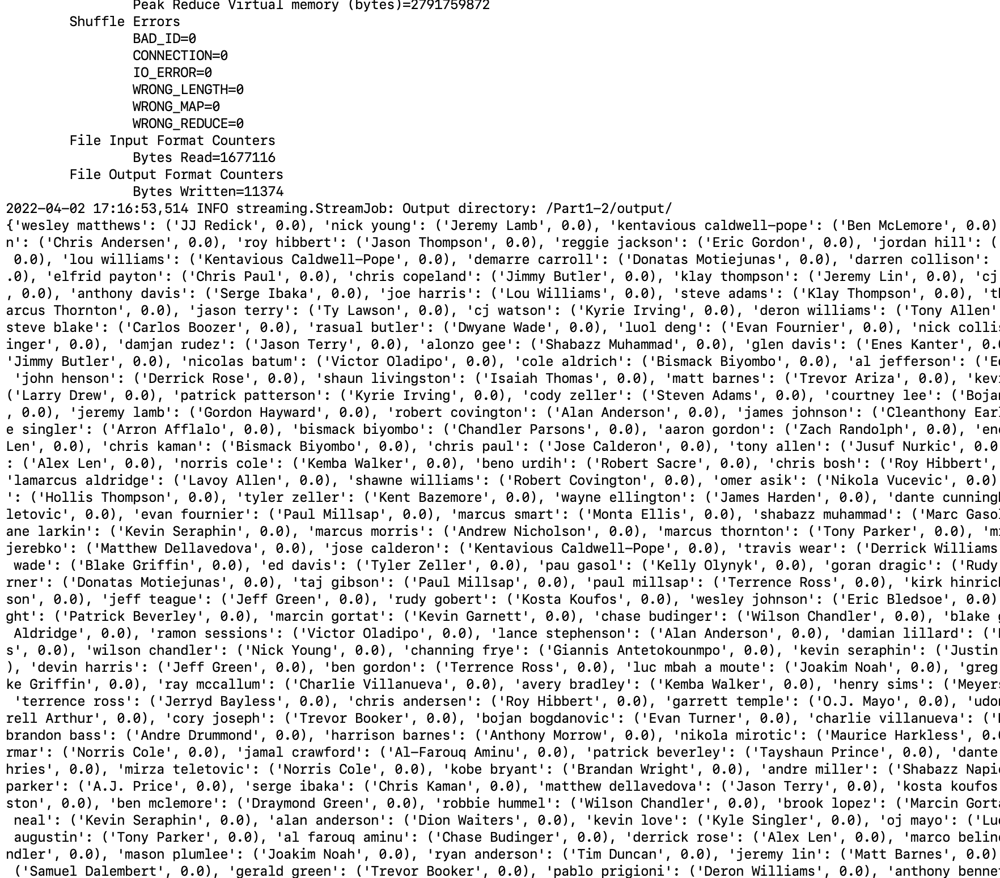 Peak Reduce Virtual memory (bytes)=2791759872
Shuffle Errors
BAD_ID=0
CONNECTION=0
IO_ERROR=0
WRONG_LENGTH=0
WRONG_MAP=0
WRONG_REDUCE=0
File Input Format Counters
Bytes Read=1677116
File Output Format Counters
Bytes Written=11374
2022-04-02 17:16:53,514 INFO streaming.StreamJob: Output directory: /Part1-2/output/
{'wesley matthews': ('JJ Redick', 0.0), 'nick young': ('Jeremy Lamb', 0.0), 'kentavious caldwell-pope': ('Ben McLemore', 0.0)
n': ('Chris Andersen', 0.0), 'roy hibbert': ('Jason Thompson', 0.0), 'reggie jackson': ('Eric Gordon', 0.0), 'jordan hill': (
0.0), 'lou williams': ('Kentavious Caldwell-Pope', 0.0), 'demarre carroll': ('Donatas Motiejunas', 0.0), 'darren collison':
.0), 'elfrid payton': ('Chris Paul', 0.0), 'chris copeland': ('Jimmy Butler', 0.0), 'klay thompson': ('Jeremy Lin', 0.0), 'cj
, 0.0), 'anthony davis': ('Serge Ibaka', 0.0), 'joe harris': ('Lou Williams', 0.0), 'steve adams': ('Klay Thompson', 0.0), 't
arcus Thornton', 0.0), 'jason terry': ('Ty Lawson', 0.0), 'cj watson': ('Kyrie Irving', 0.0), 'deron williams': ('Tony Allen'
steve blake': ('Carlos Boozer', 0.0), 'rasual butler': ('Dwyane Wade', 0.0), 'luol deng': ('Evan Fournier', 0.0), 'nick collis
inger', 0.0), 'damjan rudez': ('Jason Terry', 0.0), 'alonzo gee': ('Shabazz Muhammad', 0.0), 'glen davis': ('Enes Kanter', 0.
'Jimmy Butler', 0.0), 'nicolas batum': ('Victor Oladipo', 0.0), 'cole aldrich': ('Bismack Biyombo', 0.0), 'al jefferson': ('E
'john henson': ('Derrick Rose', 0.0), 'shaun livingston': ('Isaiah Thomas', 0.0), 'matt barnes': ('Trevor Ariza', 0.0), 'kevi
('Larry Drew', 0.0), 'patrick patterson': ('Kyrie Irving', 0.0), 'cody zeller': ('Steven Adams', 0.0), 'courtney lee': ('Bojan
, 0.0), 'jeremy lamb': ('Gordon Hayward', 0.0), 'robert covington': ('Alan Anderson', 0.0), 'james johnson': ('Cleanthony Earl
e singler': ('Arron Afflalo', 0.0), 'bismack biyombo': ('Chandler Parsons', 0.0), 'aaron gordon': ('Zach Randolph', 0.0), 'en
Len', 0.0), 'chris kaman': ('Bismack Biyombo', 0.0), 'chris paul': ('Jose Calderon', 0.0), 'tony allen': ('Jusuf Nurkic', 0.0
: ('Alex Len', 0.0), 'norris cole': ('Kemba Walker', 0.0), 'beno urdih': ('Robert Sacre', 0.0), 'chris bosh': ('Roy Hibbert',
'lamarcus aldridge': ('Lavoy Allen', 0.0), 'shawne williams': ('Robert Covington', 0.0), 'omer asik': ('Nikola Vucevic', 0.0)
': ('Hollis Thompson', 0.0), 'tyler zeller': ('Kent Bazemore', 0.0), 'wayne ellington': ('James Harden', 0.0), 'dante cunningh
letovic', 0.0), 'evan fournier': ('Paul Millsap', 0.0), 'marcus smart': ('Monta Ellis', 0.0), 'shabazz muhammad': ('Marc Gasol
ane larkin': ('Kevin Seraphin', 0.0), 'marcus morris': ('Andrew Nicholson', 0.0), 'marcus thornton': ('Tony Parker', 0.0), 'm
jerebko': ('Matthew Dellavedova', 0.0), 'jose calderon': ('Kentavious Caldwell-Pope', 0.0), 'travis wear': ('Derrick Williams
wade': ('Blake Griffin', 0.0), 'ed davis': ('Tyler Zeller', 0.0), 'pau gasol': ('Kelly Olynyk', 0.0), 'goran dragic': ('Rudy
rner': ('Donatas Motiejunas', 0.0), 'taj gibson': ('Paul Millsap', 0.0), 'paul millsap': ('Terrence Ross', 0.0), 'kirk hinrich
son', 0.0), 'jeff teague': ('Jeff Green', 0.0), 'rudy gobert': ('Kosta Koufos', 0.0), 'wesley johnson': ('Eric Bledsoe', 0.0)
ght': ('Patrick Beverley', 0.0), 'marcin gortat': ('Kevin Garnett', 0.0), 'chase budinger': ('Wilson Chandler', 0.0), 'blake g
Aldridge', 0.0), 'ramon sessions': ('Victor Oladipo', 0.0), 'lance stephenson': ('Alan Anderson', 0.0), 'damian lillard': ('
s', 0.0), 'wilson chandler': ('Nick Young', 0.0), 'channing frye': ('Giannis Antetokounmpo', 0.0), 'kevin seraphin': ('Justin
), 'devin harris': ('Jeff Green', 0.0), 'ben gordon': ('Terrence Ross', 0.0), 'luc mbah a moute': ('Joakim Noah', 0.0), 'greg
ke Griffin', 0.0), 'ray mccallum': ('Charlie Villanueva', 0.0), 'avery bradley': ('Kemba Walker', 0.0), 'henry sims': ('Meyers
'terrence ross': ('Jerryd Bayless', 0.0), 'chris andersen': ('Roy Hibbert', 0.0), 'garrett temple': ('O.J. Mayo', 0.0), 'udon
rell Arthur', 0.0), 'cory joseph': ('Trevor Booker', 0.0), 'bojan bogdanovic': ('Evan Turner', 0.0), 'charlie villanueva': ('
brandon bass': ('Andre Drummond', 0.0), 'harrison barnes': ('Anthony Morrow', 0.0), 'nikola mirotic': ('Maurice Harkless', 0.
rmar': ('Norris Cole', 0.0), 'jamal crawford': ('Al-Farouq Aminu', 0.0), 'patrick beverley': ('Tayshaun Prince', 0.0), 'dante
hries', 0.0), 'mirza teletovic': ('Norris Cole', 0.0), 'kobe bryant': ('Brandan Wright', 0.0), 'andre miller': ('Shabazz Napi
parker': ('A.J. Price', 0.0), 'serge ibaka': ('Chris Kaman', 0.0), 'matthew dellavedova': ('Jason Terry', 0.0), 'kosta koufos
ston', 0.0), 'ben mclemore': ('Draymond Green', 0.0), 'robbie hummel': ('Wilson Chandler', 0.0), 'brook lopez': ('Marcin Gorta
neal': ('Kevin Seraphin', 0.0), 'alan anderson': ('Dion Waiters', 0.0), 'kevin love': ('Kyle Singler', 0.0), 'oj mayo': ('Lu
augustin': ('Tony Parker', 0.0), 'al farouq aminu': ('Chase Budinger', 0.0), 'derrick rose': ('Alex Len', 0.0), 'marco belin
ndler', 0.0), 'mason plumlee': ('Joakim Noah', 0.0), 'ryan anderson': ('Tim Duncan', 0.0), 'jeremy lin': ('Matt Barnes', 0.0)
('Samuel Dalembert', 0.0), 'gerald green': ('Trevor Booker', 0.0), 'pablo prigioni': ('Deron Williams', 0.0), 'anthony benne